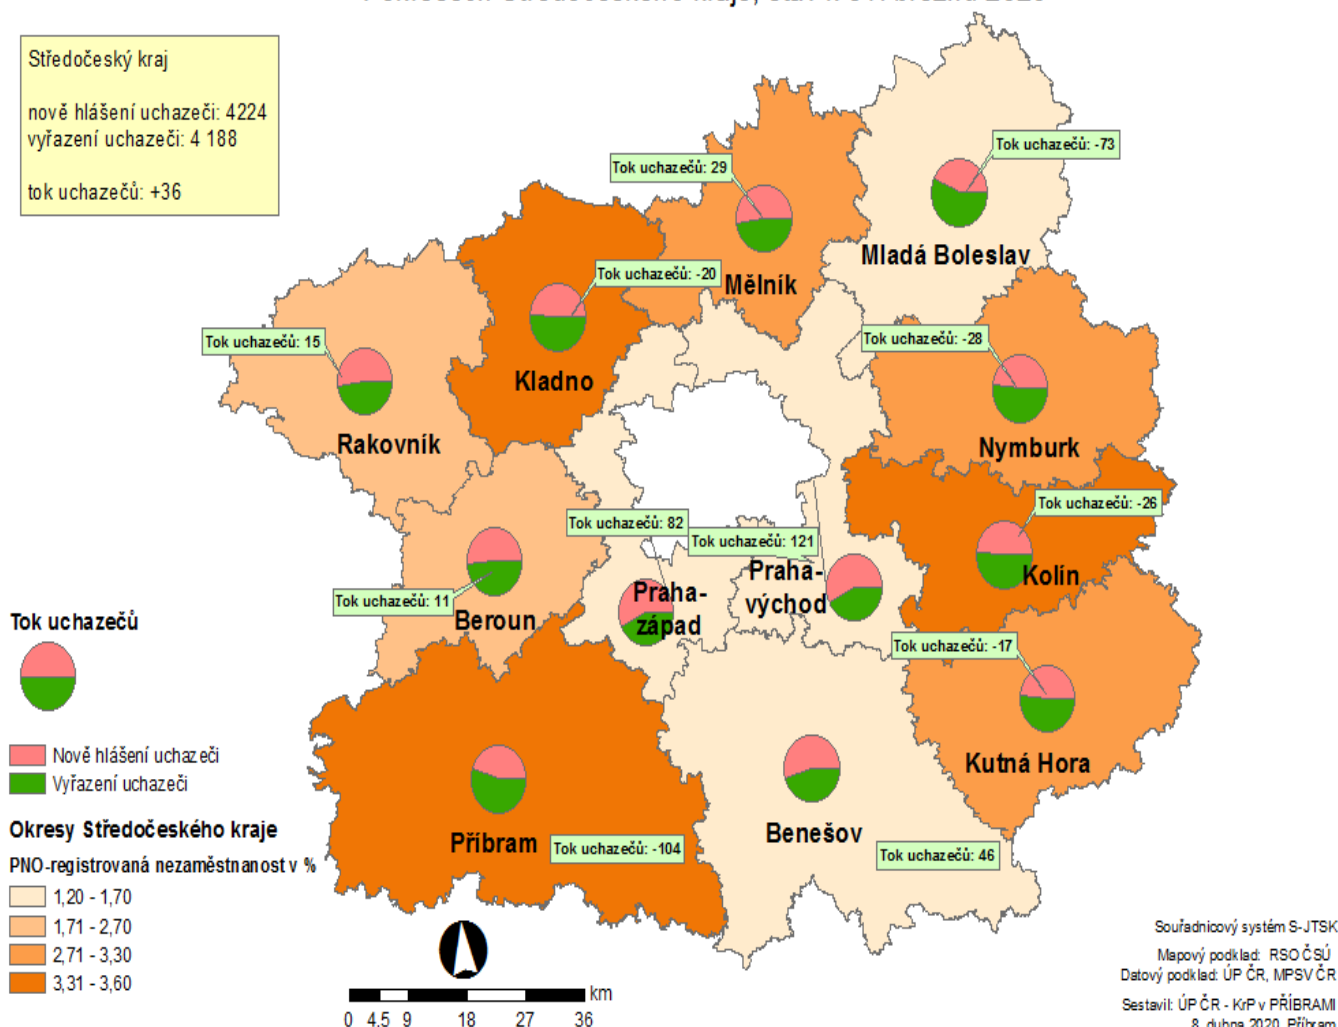 Středočeský kraj
nově hlášení uchazeči: 4224
vyřazení uchazeči: 4 188
tok uchazečů: +36
Tok uchazečů: -73
Tok uchazečů: 29
Mladá Boleslav
Tok uchazečů: -20
Mělník
Tok uchazečů: 15
Tok uchazečů: -28
Kladno
Rakovník
Nymburk
Tok uchazečů: -26
Tok uchazečů: 82
Tok uchazečů: 121
Kolín
Praha-
východ
Praha-
západ
Tok uchazečů: 11
Beroun
Tok uchazečů: -17
Kutná Hora
Příbram
Tok uchazečů: -104
Benešov
Tok uchazečů: 46
Tok uchazečů
Nově hlášení uchazeči
Vyřazení uchazeči
Okresy Středočeského kraje
PNO-registrovaná nezaměstnanost v %
1,20 - 1,70
1,71 - 2,70
2,71 - 3,30
3,31 - 3,60
km
0 4.5 9 18 27 36
Souřadnicový systém S-JTSK
Mapový podklad: RSO ČSÚ
Datový podklad: ÚP ČR, MPSV ČR
Sestavil: ÚP ČR - KrP v PŘÍBRAMI
8. dubna 2020, Příbram